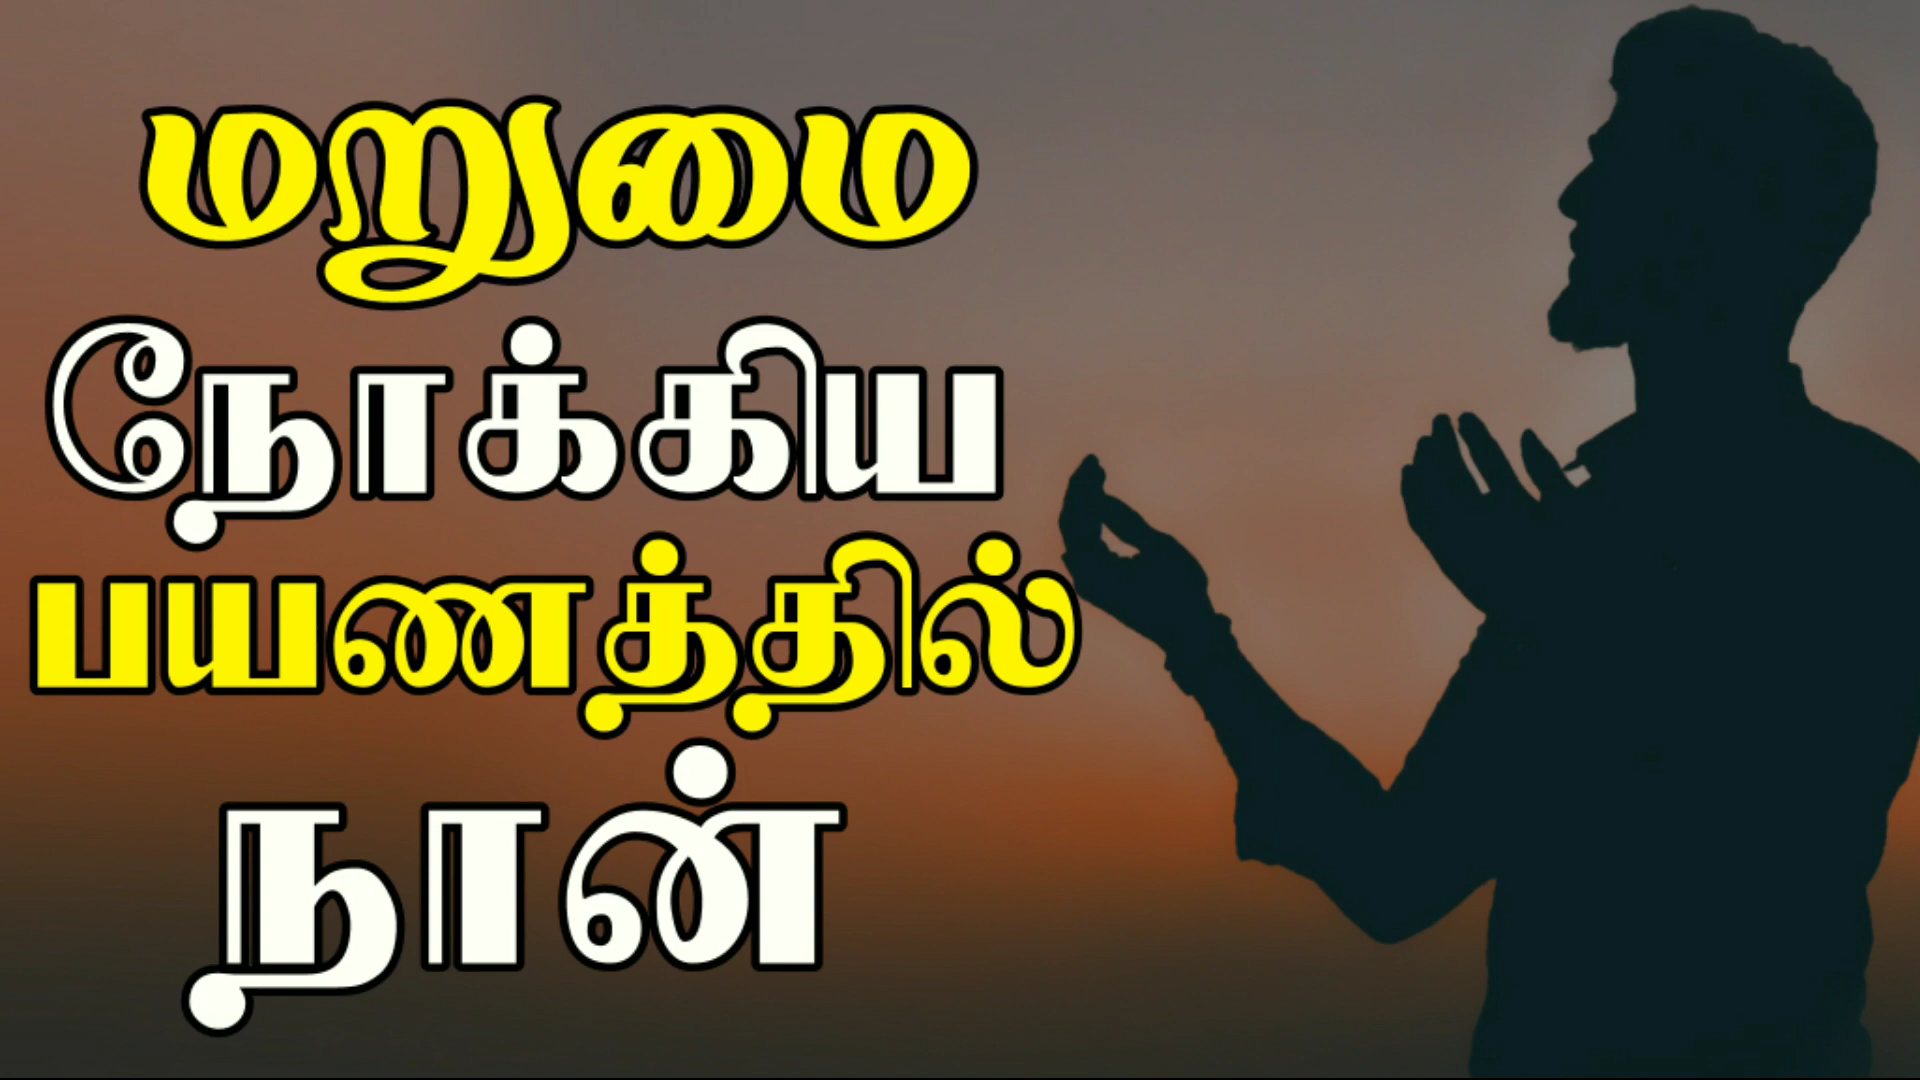 மறுமை
நோக்கிய
பயணத்தில்
நான்